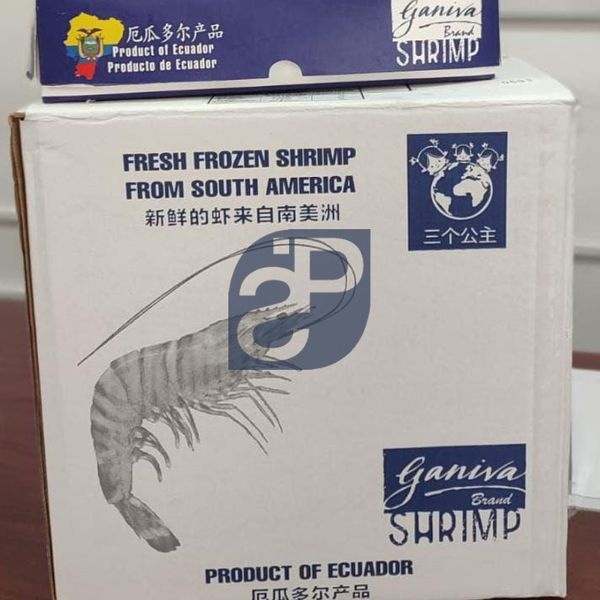 厄瓜多尔产品
Product of Ecuador
Producto de Ecuador
Ganiva
Brand
SHRIMP
FRESH FROZEN SHRIMP
FROM SOUTH AMERICA
新鲜的虾来自南美洲
三个公主
Ganiva
Brand
SHRIMP
PRODUCT OF ECUADOR
厄瓜多尔产品